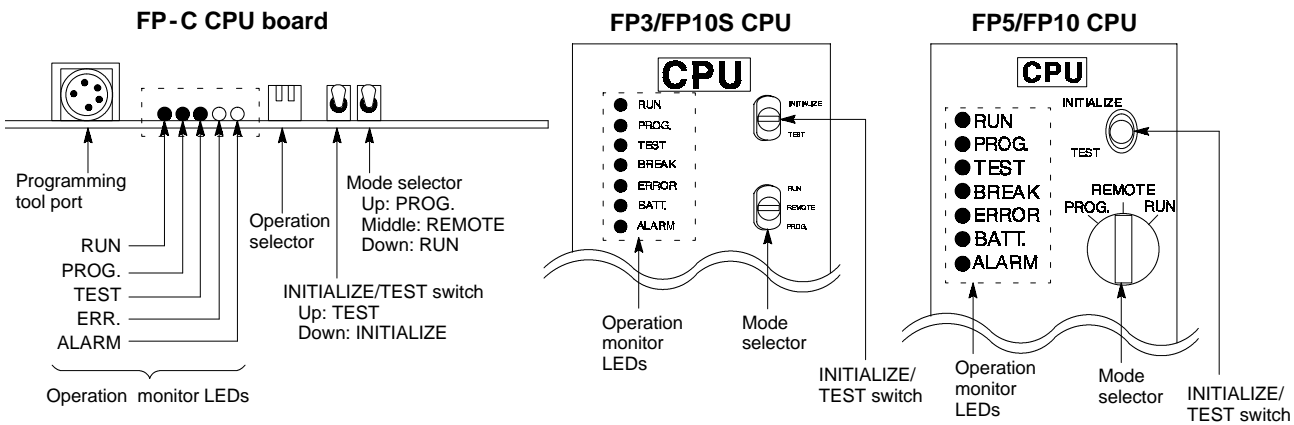 FP-C CPU board
Programming
tool port
RUN
PROG.
TEST
ERR.
ALARM
Operation monitor LEDs
Operation
selector
Mode selector
Up: PROG.
Middle: REMOTE
Down: RUN
INITIALIZE/TEST switch
Up: TEST
Down: INITIALIZE
FP3/FP10S CPU
CPU
RUN
PROG.
TEST
BREAK
ERROR
BATT.
ALARM
INITIALIZE
TEST
RUN
REMOTE
PROG.
Operation
monitor
LEDs
Mode
selector
INITIALIZE/
TEST switch
FP5/FP10 CPU
CPU
RUN
PROG.
TEST
BREAK
ERROR
BATT.
ALARM
INITIALIZE
TEST
REMOTE
PROG.
RUN
Operation
monitor
LEDs
Mode
selector
INITIALIZE/
TEST switch